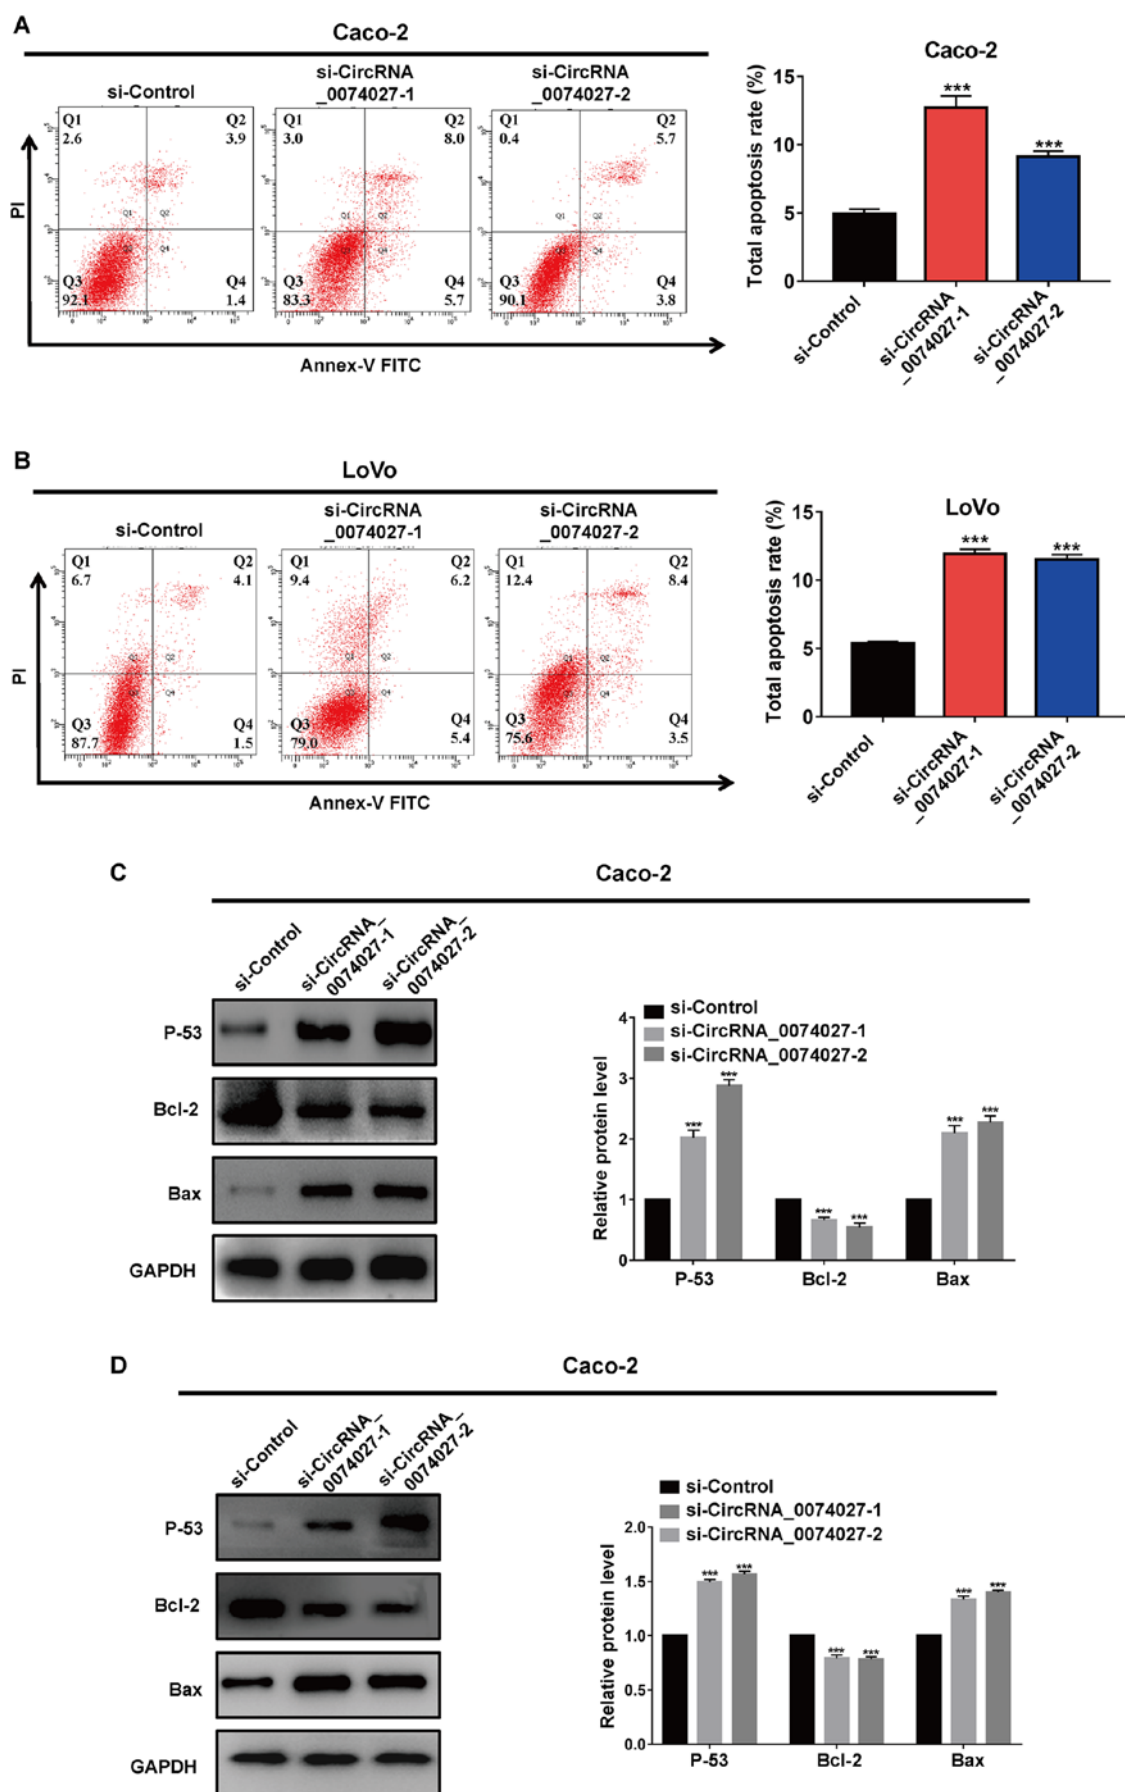 A
Caco-2
si-Control
si-CircRNA
_0074027-1
si-CircRNA
_0074027-2
Q1
2.6
Q2
3.9
Q3
92.1
Q4
1.4
Q1
3.0
Q2
8.0
Q3
83.3
Q4
5.7
Q1
0.4
Q2
5.7
Q3
90.1
Q4
3.8
PI
Annex-V FITC
Caco-2
Total apoptosis rate (%)
15
10
5
0
***
***
si-Control
si-CircRNA
_0074027-1
si-CircRNA
_0074027-2
B
LoVo
si-Control
si-CircRNA
_0074027-1
si-CircRNA
_0074027-2
Q1
6.7
Q2
4.1
Q3
87.7
Q4
1.5
Q1
9.4
Q2
6.2
Q3
79.0
Q4
5.4
Q1
12.4
Q2
8.4
Q3
75.6
Q4
3.5
PI
Annex-V FITC
LoVo
Total apoptosis rate (%)
15
10
5
0
***
***
si-Control
si-CircRNA
_0074027-1
si-CircRNA
_0074027-2
C
Caco-2
si-Control
si-CircRNA_
0074027-1
si-CircRNA_
0074027-2
P-53
Bcl-2
Bax
GAPDH
si-Control
si-CircRNA_0074027-1
si-CircRNA_0074027-2
Relative protein level
4
3
2
1
0
***
***
***
***
***
***
P-53
Bcl-2
Bax
D
Caco-2
si-Control
si-CircRNA_
0074027-1
si-CircRNA_
0074027-2
P-53
Bcl-2
Bax
GAPDH
si-Control
si-CircRNA_0074027-1
si-CircRNA_0074027-2
Relative protein level
2.0
1.5
1.0
0.5
0.0
***
***
***
***
***
***
P-53
Bcl-2
Bax